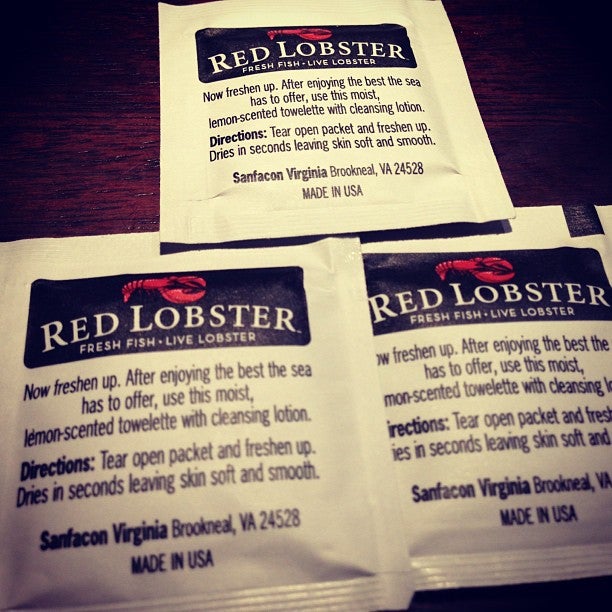 RED LOBSTER
FRESH FISH · LIVE LOBSTER
Now freshen up. After enjoying the best the sea
has to offer, use this moist,
lemon-scented towelette with cleansing lotion.
Directions: Tear open packet and freshen up.
Dries in seconds leaving skin soft and smooth.
Sanfacon Virginia Brookneal, VA 24528
MADE IN USA
RED LOBSTER
FRESH FISH · LIVE LOBSTER
Now freshen up. After enjoying the best the sea
has to offer, use this moist,
lemon-scented towelette with cleansing lotion.
Directions: Tear open packet and freshen up.
Dries in seconds leaving skin soft and smooth.
Sanfacon Virginia Brookneal, VA 24528
MADE IN USA
RED LOBSTER
FRESH FISH · LIVE LOBSTER
freshen up. After enjoying the best the
has to offer, use this moist,
towelette with cleansing
Tear open packet and
in seconds leaving skin soft and
Sanfacon Virginia Brookneal, VA
MADE IN USA